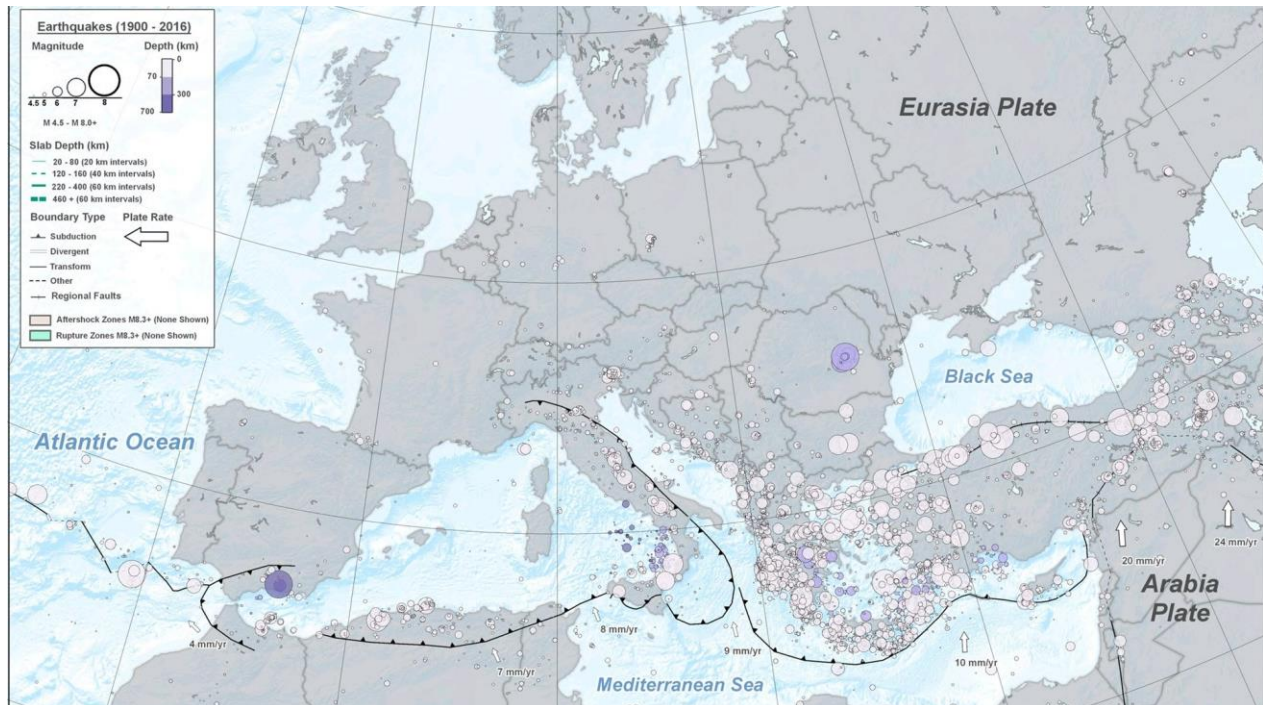 Earthquakes (1900 - 2016)
Magnitude
Depth (km)
0
70
300
700
4.5 5 6 7 8
M 4.5 - M 8.0+
Slab Depth (km)
20 - 80 (20 km intervals)
120 - 160 (40 km intervals)
220 - 400 (60 km intervals)
460 + (60 km intervals)
Boundary Type Plate Rate
Subduction
Divergent
Transform
Other
Regional Faults
Aftershock Zones M8.3+ (None Shown)
Rupture Zones M8.3+ (None Shown)
Eurasia Plate
Black Sea
Atlantic Ocean
24 mm/yr
20 mm/yr
Arabia
Plate
8 mm/yr
4 mm/yr
9 mm/yr
10 mm/yr
7 mm/yr
Mediterranean Sea